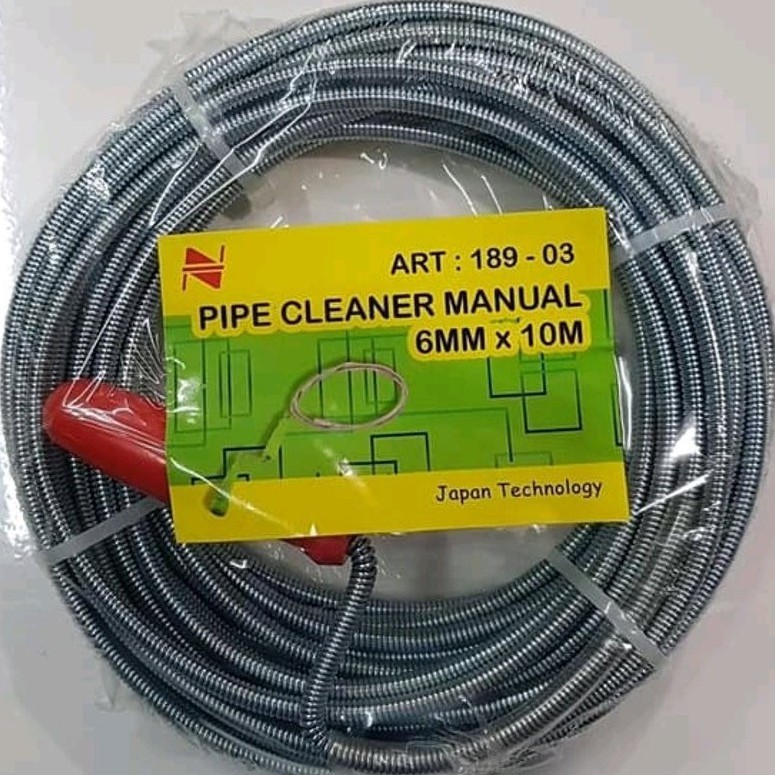 ART : 189 - 03
PIPE CLEANER MANUAL
6MM x 10M
Japan Technology